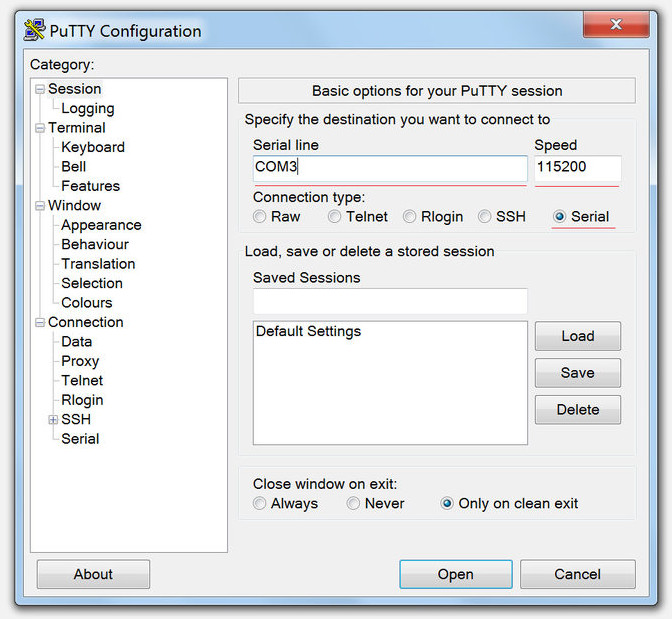 PuTTY Configuration
Category:
Session
Logging
Terminal
Keyboard
Bell
Features
Window
Appearance
Behaviour
Translation
Selection
Colours
Connection
Data
Proxy
Telnet
Rlogin
SSH
Serial
Basic options for your PuTTY session
Specify the destination you want to connect to
Serial line Speed
COM3 115200
Connection type:
Raw Telnet Rlogin SSH Serial
Load, save or delete a stored session
Saved Sessions
Default Settings
Load
Save
Delete
Close window on exit:
Always Never Only on clean exit
About Open Cancel